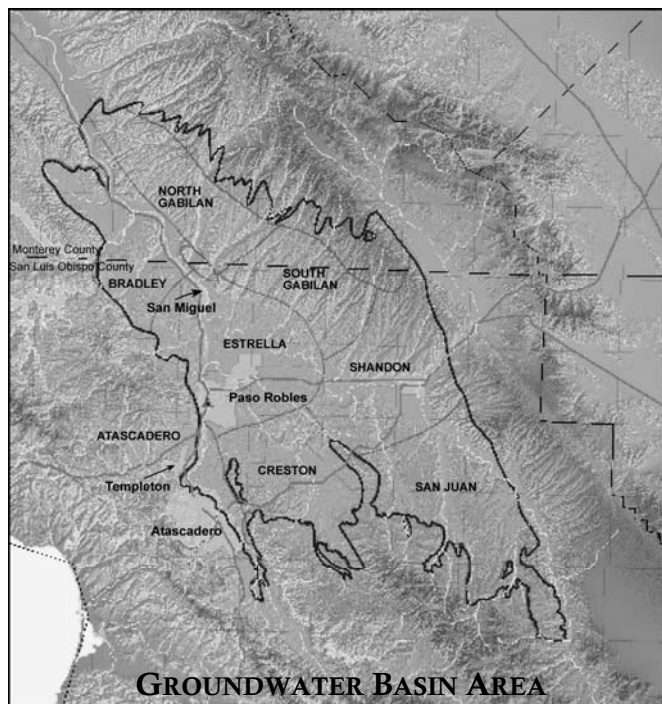 NORTH
GABILAN
Monterey County
San Luis Obispo County
BRADLEY
SOUTH
GABILAN
San Miguel
ESTRELLA
SHANDON
Paso Robles
ATASCADERO
CRESTON
Templeton
SAN JUAN
Atascadero
GROUNDWATER BASIN AREA